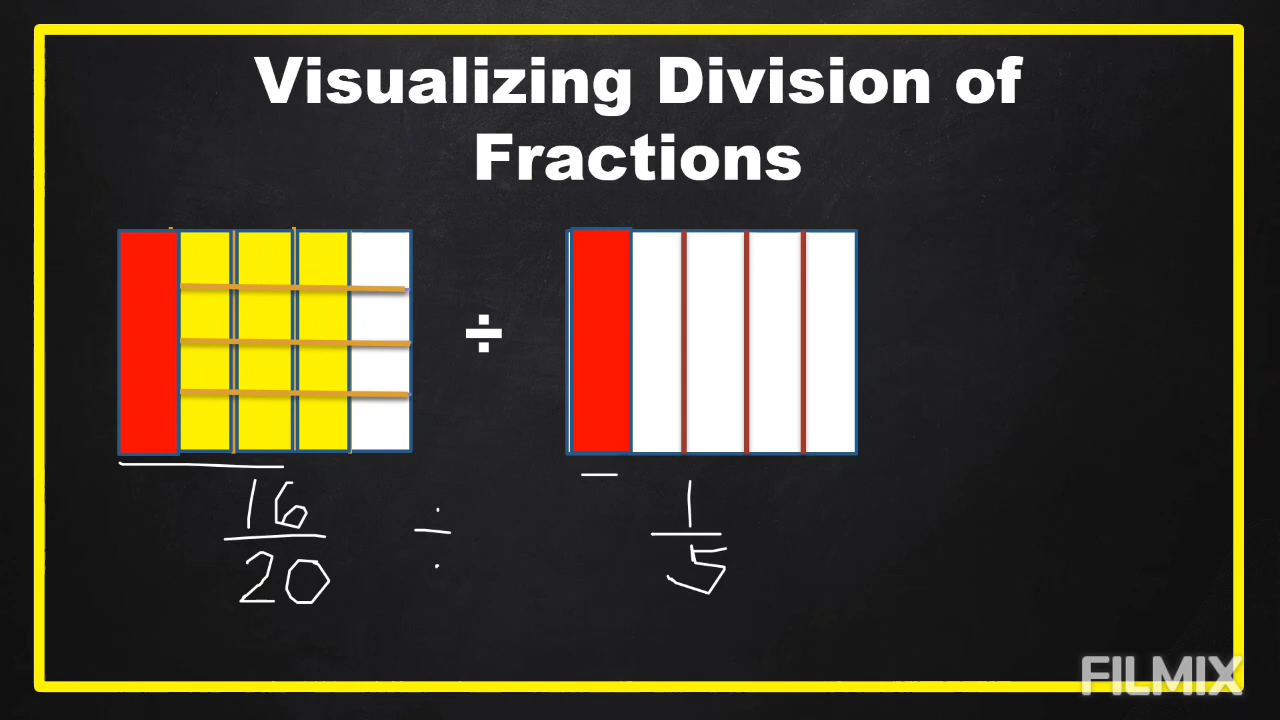 Visualizing Division of
Fractions
÷
16 ÷ 1
20 5
FILMIX